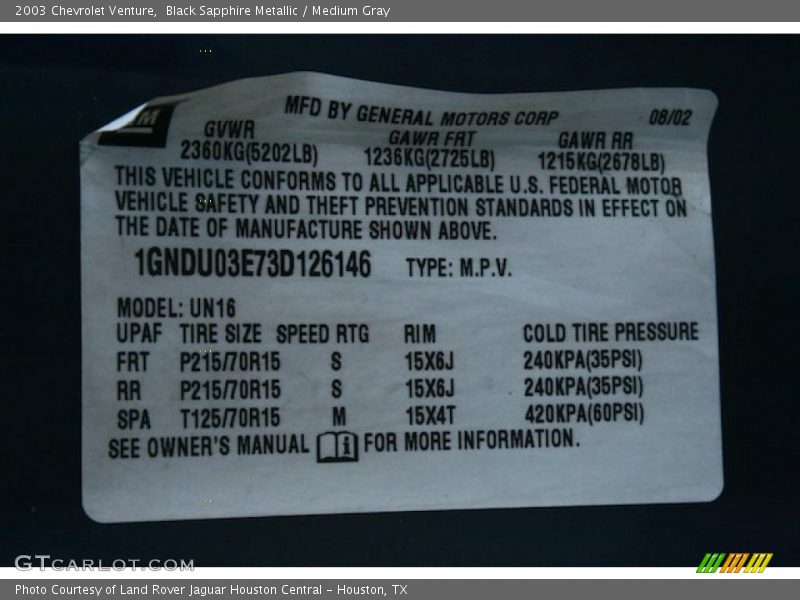 2003 Chevrolet Venture, Black Sapphire Metallic / Medium Gray
GM
MFD BY GENERAL MOTORS CORP 08/02
GVWR GAWR FRT GAWR RR
2360KG(5202LB) 1236KG(2725LB) 1215KG(2678LB)
THIS VEHICLE CONFORMS TO ALL APPLICABLE U.S. FEDERAL MOTOR
VEHICLE SAFETY AND THEFT PREVENTION STANDARDS IN EFFECT ON
THE DATE OF MANUFACTURE SHOWN ABOVE.
1GNDU03E73D126146 TYPE: M.P.V.
MODEL: UN16
UPAF TIRE SIZE SPEED RTG RIM COLD TIRE PRESSURE
FRT P215/70R15 S 15X6J 240KPA(35PSI)
RR P215/70R15 S 15X6J 240KPA(35PSI)
SPA T125/70R15 M 15X4T 420KPA(60PSI)
SEE OWNER'S MANUAL i FOR MORE INFORMATION.
GTCARLOT.COM
Photo Courtesy of Land Rover Jaguar Houston Central - Houston, TX